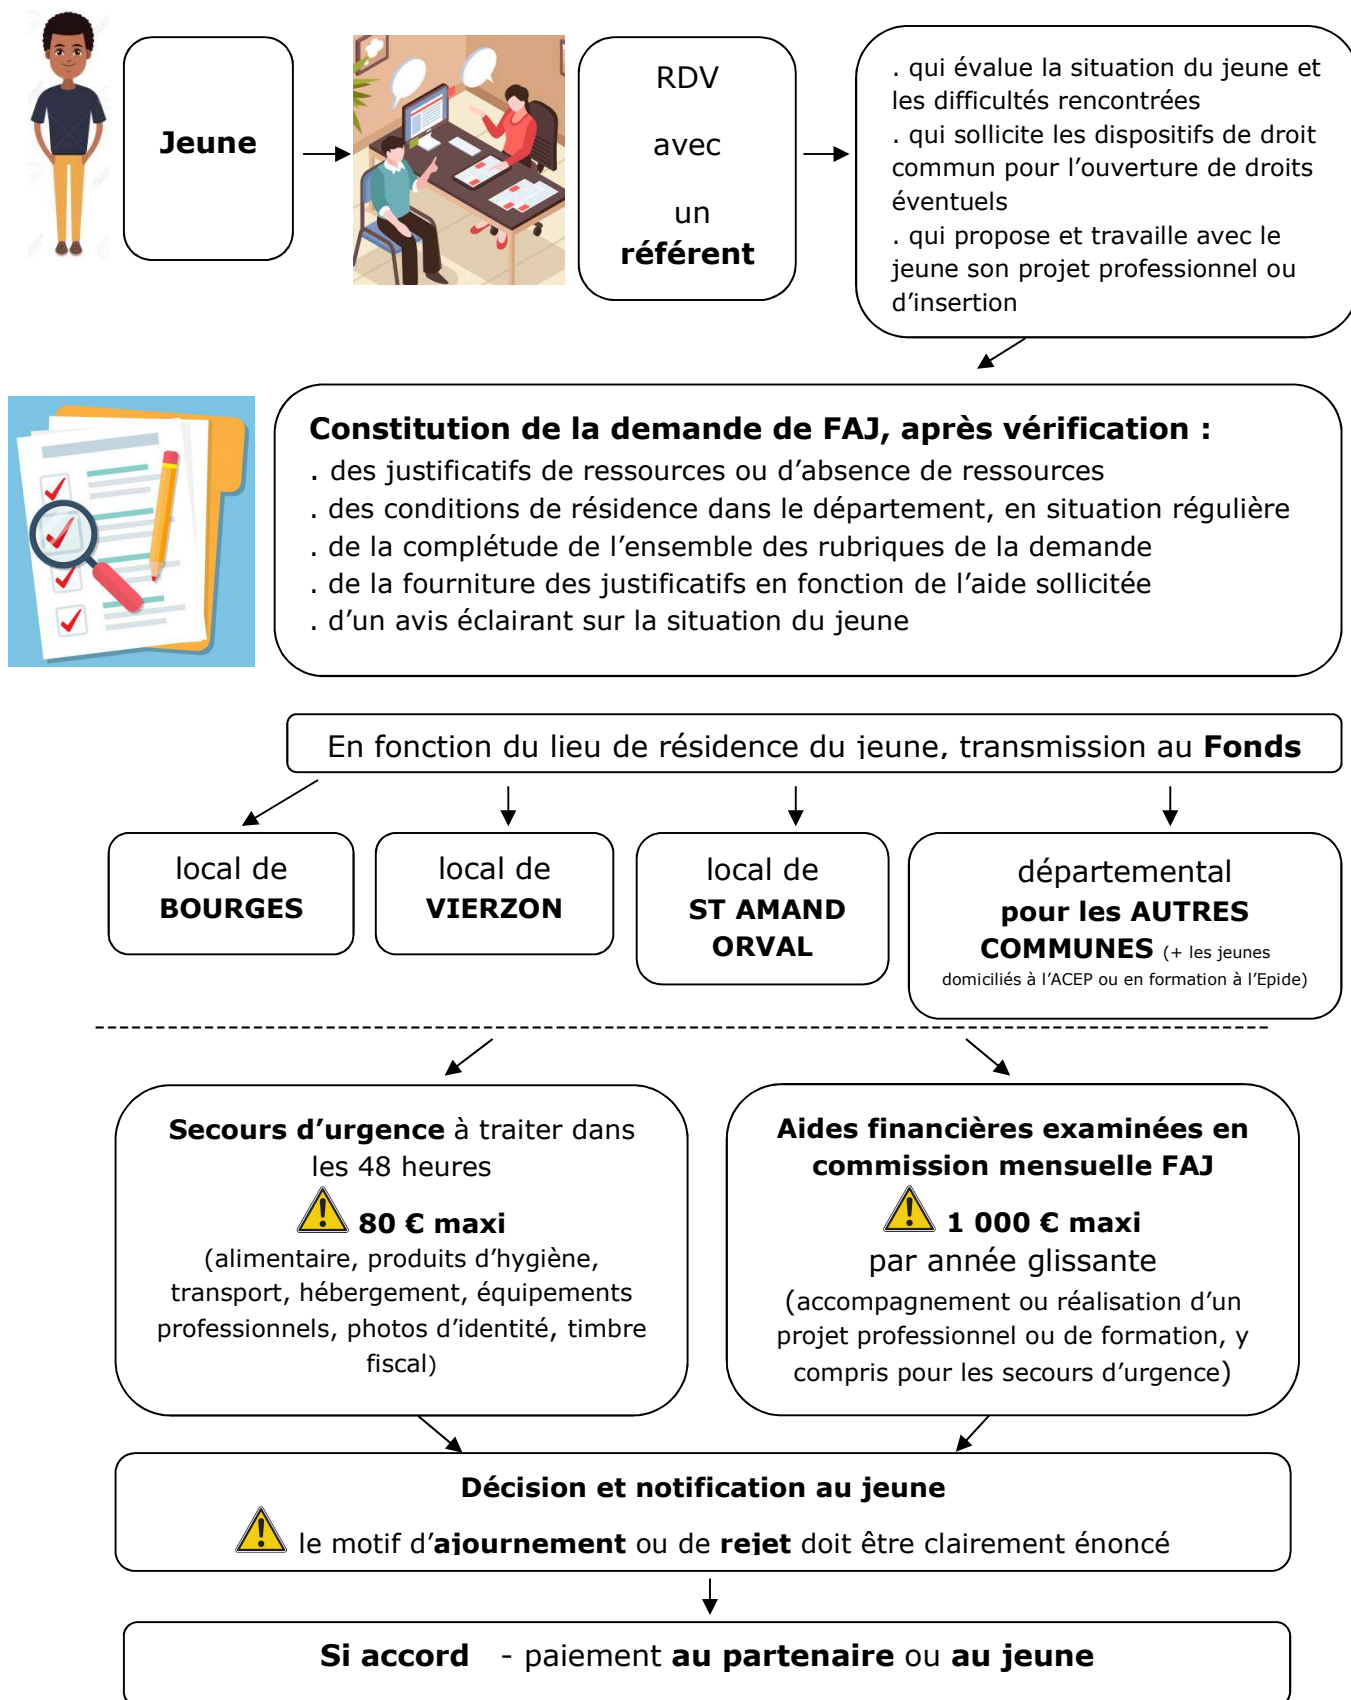 Jeune
RDV
avec
un
référent
. qui évalue la situation du jeune et
les difficultés rencontrées
. qui sollicite les dispositifs de droit
commun pour l’ouverture de droits
éventuels
. qui propose et travaille avec le
jeune son projet professionnel ou
d’insertion
Constitution de la demande de FAJ, après vérification :
. des justificatifs de ressources ou d’absence de ressources
. des conditions de résidence dans le département, en situation régulière
. de la complétude de l’ensemble des rubriques de la demande
. de la fourniture des justificatifs en fonction de l’aide sollicitée
. d’un avis éclairant sur la situation du jeune
En fonction du lieu de résidence du jeune, transmission au Fonds
local de
BOURGES
local de
VIERZON
local de
ST AMAND
ORVAL
départemental
pour les AUTRES
COMMUNES (+ les jeunes
domiciliés à l’ACEP ou en formation à l’Epide)
Secours d’urgence à traiter dans
les 48 heures
80 € maxi
(alimentaire, produits d’hygiène,
transport, hébergement, équipements
professionnels, photos d’identité, timbre
fiscal)
Aides financières examinées en
commission mensuelle FAJ
1 000 € maxi
par année glissante
(accompagnement ou réalisation d’un
projet professionnel ou de formation, y
compris pour les secours d’urgence)
Décision et notification au jeune
le motif d’ajournement ou de rejet doit être clairement énoncé
Si accord - paiement au partenaire ou au jeune